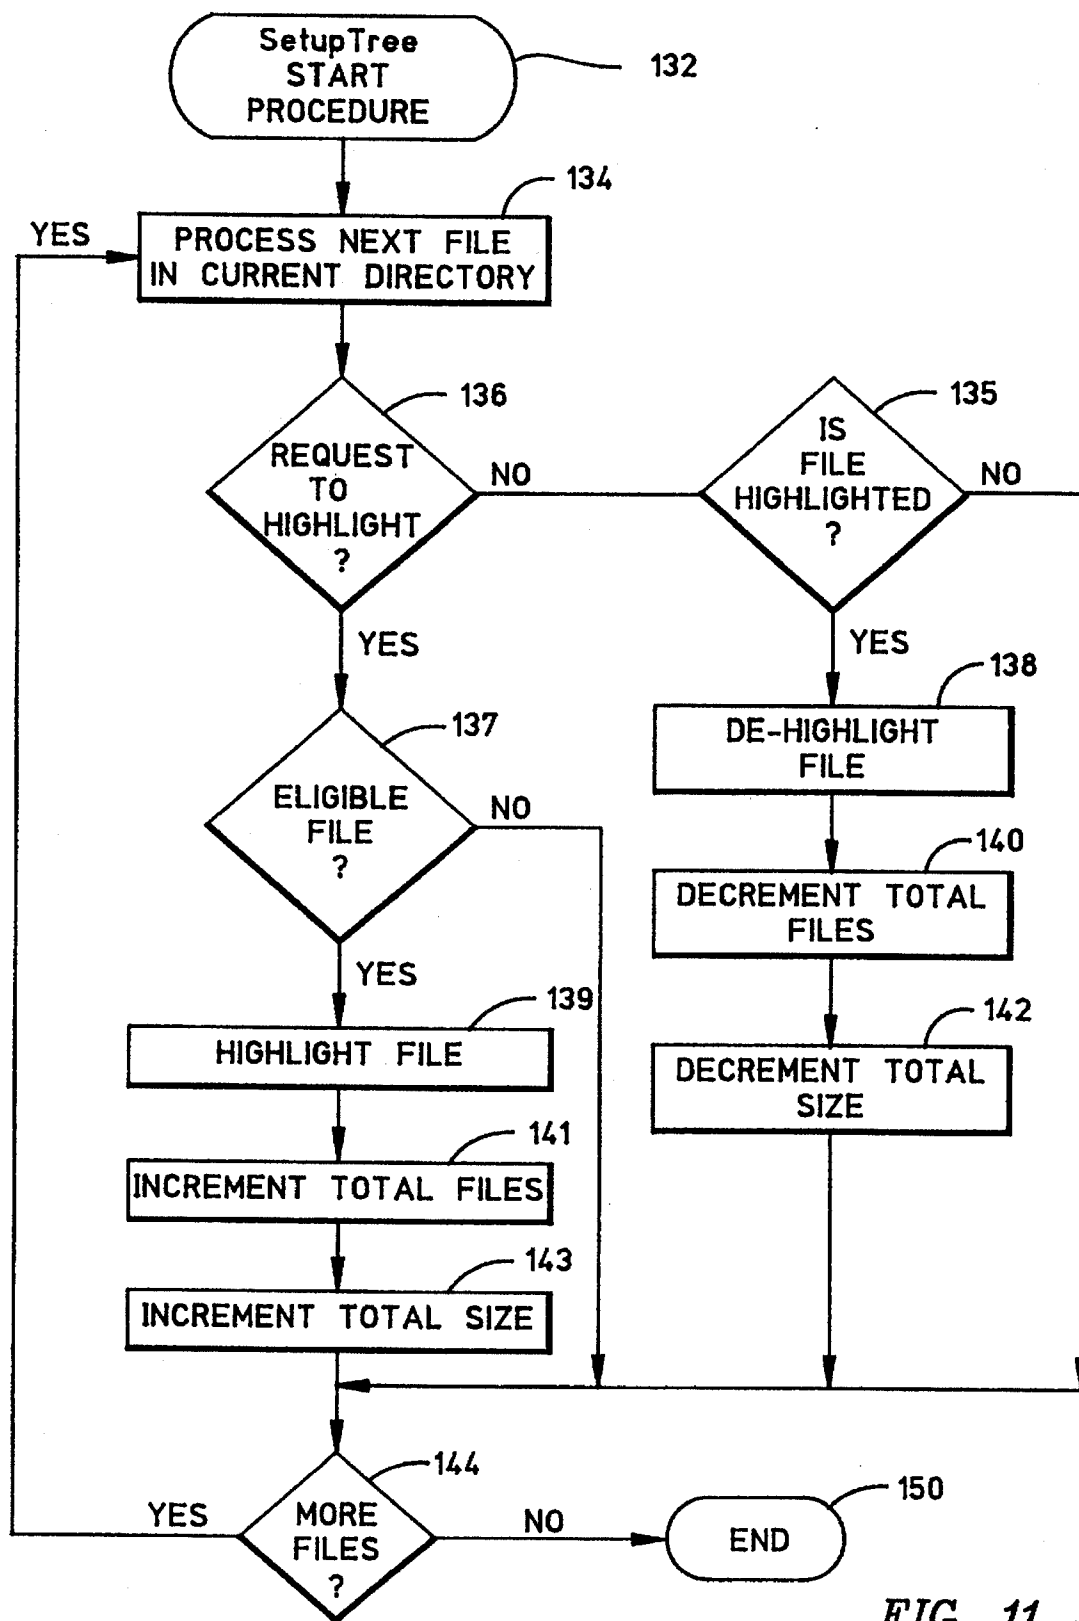 SetupTree
START
PROCEDURE
132
134
YES
PROCESS NEXT FILE
IN CURRENT DIRECTORY
136
REQUEST
TO
HIGHLIGHT
?
NO
135
IS
FILE
HIGHLIGHTED
?
NO
YES
YES
137
ELIGIBLE
FILE
?
NO
138
DE-HIGHLIGHT
FILE
140
DECREMENT TOTAL
FILES
YES
139
HIGHLIGHT FILE
142
DECREMENT TOTAL
SIZE
141
INCREMENT TOTAL FILES
143
INCREMENT TOTAL SIZE
144
YES
MORE
FILES
?
NO
150
END
FIG. 11